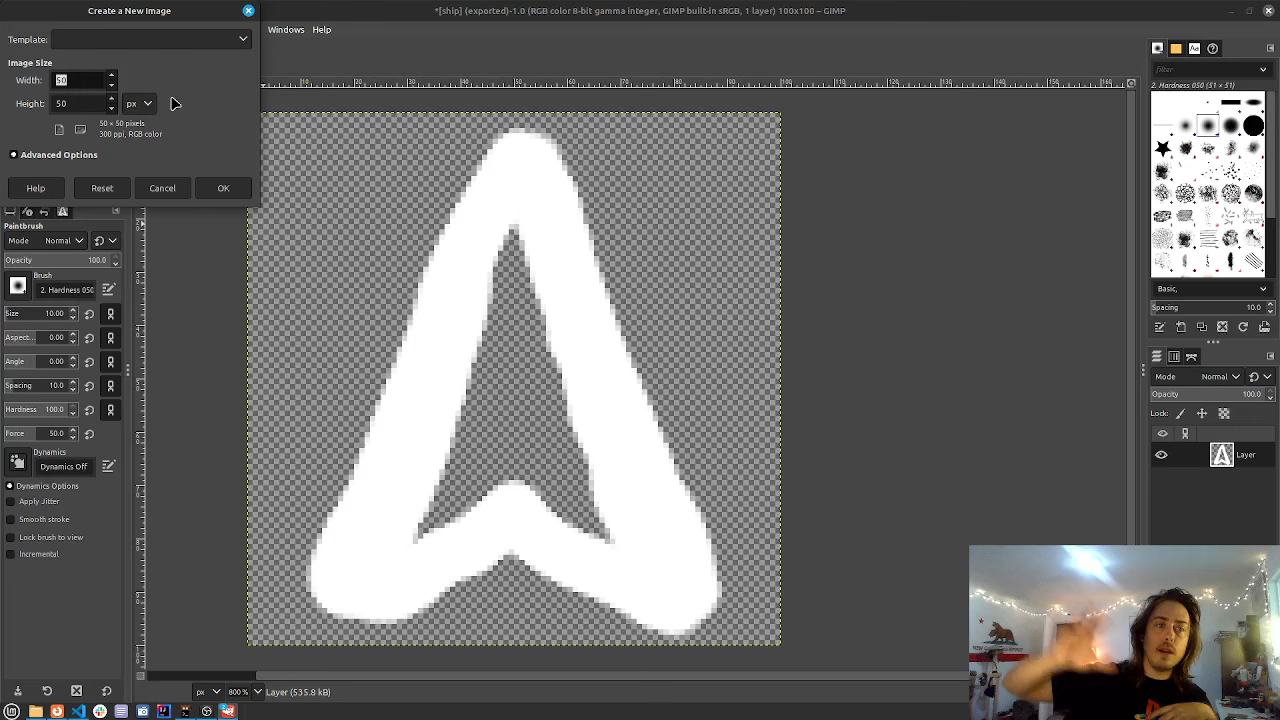 Create a New Image
*[ship] (exported)-1.0 (RGB color 8-bit gamma integer, GIMP built-in sRGB, 1 layer) 100x100 – GIMP
Windows Help
Template:
Image Size
Width: 50
Height: 50 px
50 × 50 pixels
300 ppi, RGB color
Advanced Options
Help Reset Cancel OK
Paintbrush
Mode Normal
Opacity 100.0
Brush
2. Hardness 050
Size 10.00
Aspect... 0.00
Angle 0.00
Spacing 10.0
Hardness 100.0
Force 50.0
Dynamics
Dynamics Off
Dynamics Options
Apply Jitter
Smooth stroke
Lock brush to view
Incremental
px 800 % Layer (535.8 kB)
filter
2. Hardness 050 (51 × 51)
Basic,
Spacing 10.0
Mode Normal
Opacity 100.0
Lock:
Layer